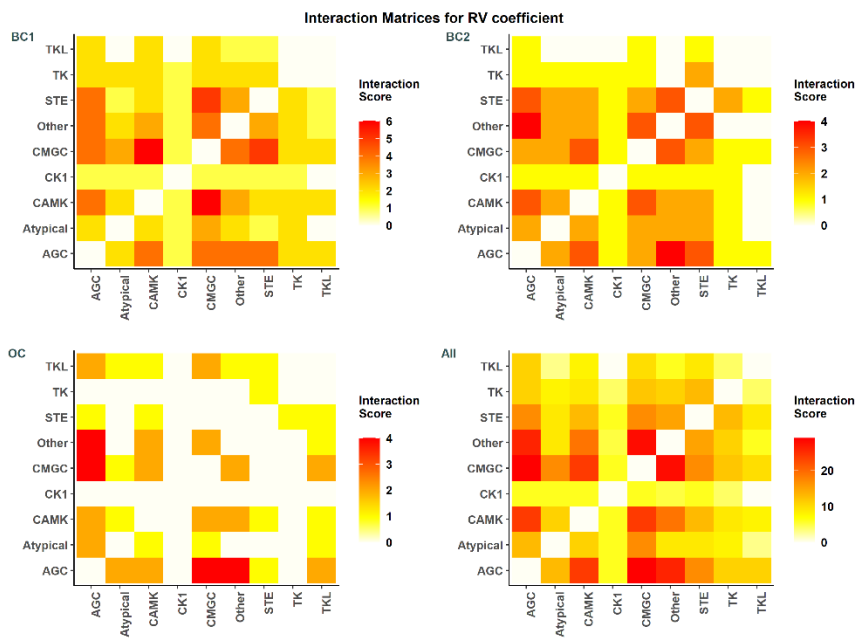 Interaction Matrices for RV coefficient
BC1
TKL
TK
STE
Other
CMGC
CK1
CAMK
Atypical
AGC
AGC
Atypical
CAMK
CK1
CMGC
Other
STE
TK
TKL
Interaction
Score
6
5
4
3
2
1
0
BC2
TKL
TK
STE
Other
CMGC
CK1
CAMK
Atypical
AGC
AGC
Atypical
CAMK
CK1
CMGC
Other
STE
TK
TKL
Interaction
Score
4
3
2
1
0
OC
TKL
TK
STE
Other
CMGC
CK1
CAMK
Atypical
AGC
AGC
Atypical
CAMK
CK1
CMGC
Other
STE
TK
TKL
Interaction
Score
4
3
2
1
0
All
TKL
TK
STE
Other
CMGC
CK1
CAMK
Atypical
AGC
AGC
Atypical
CAMK
CK1
CMGC
Other
STE
TK
TKL
Interaction
Score
20
10
0